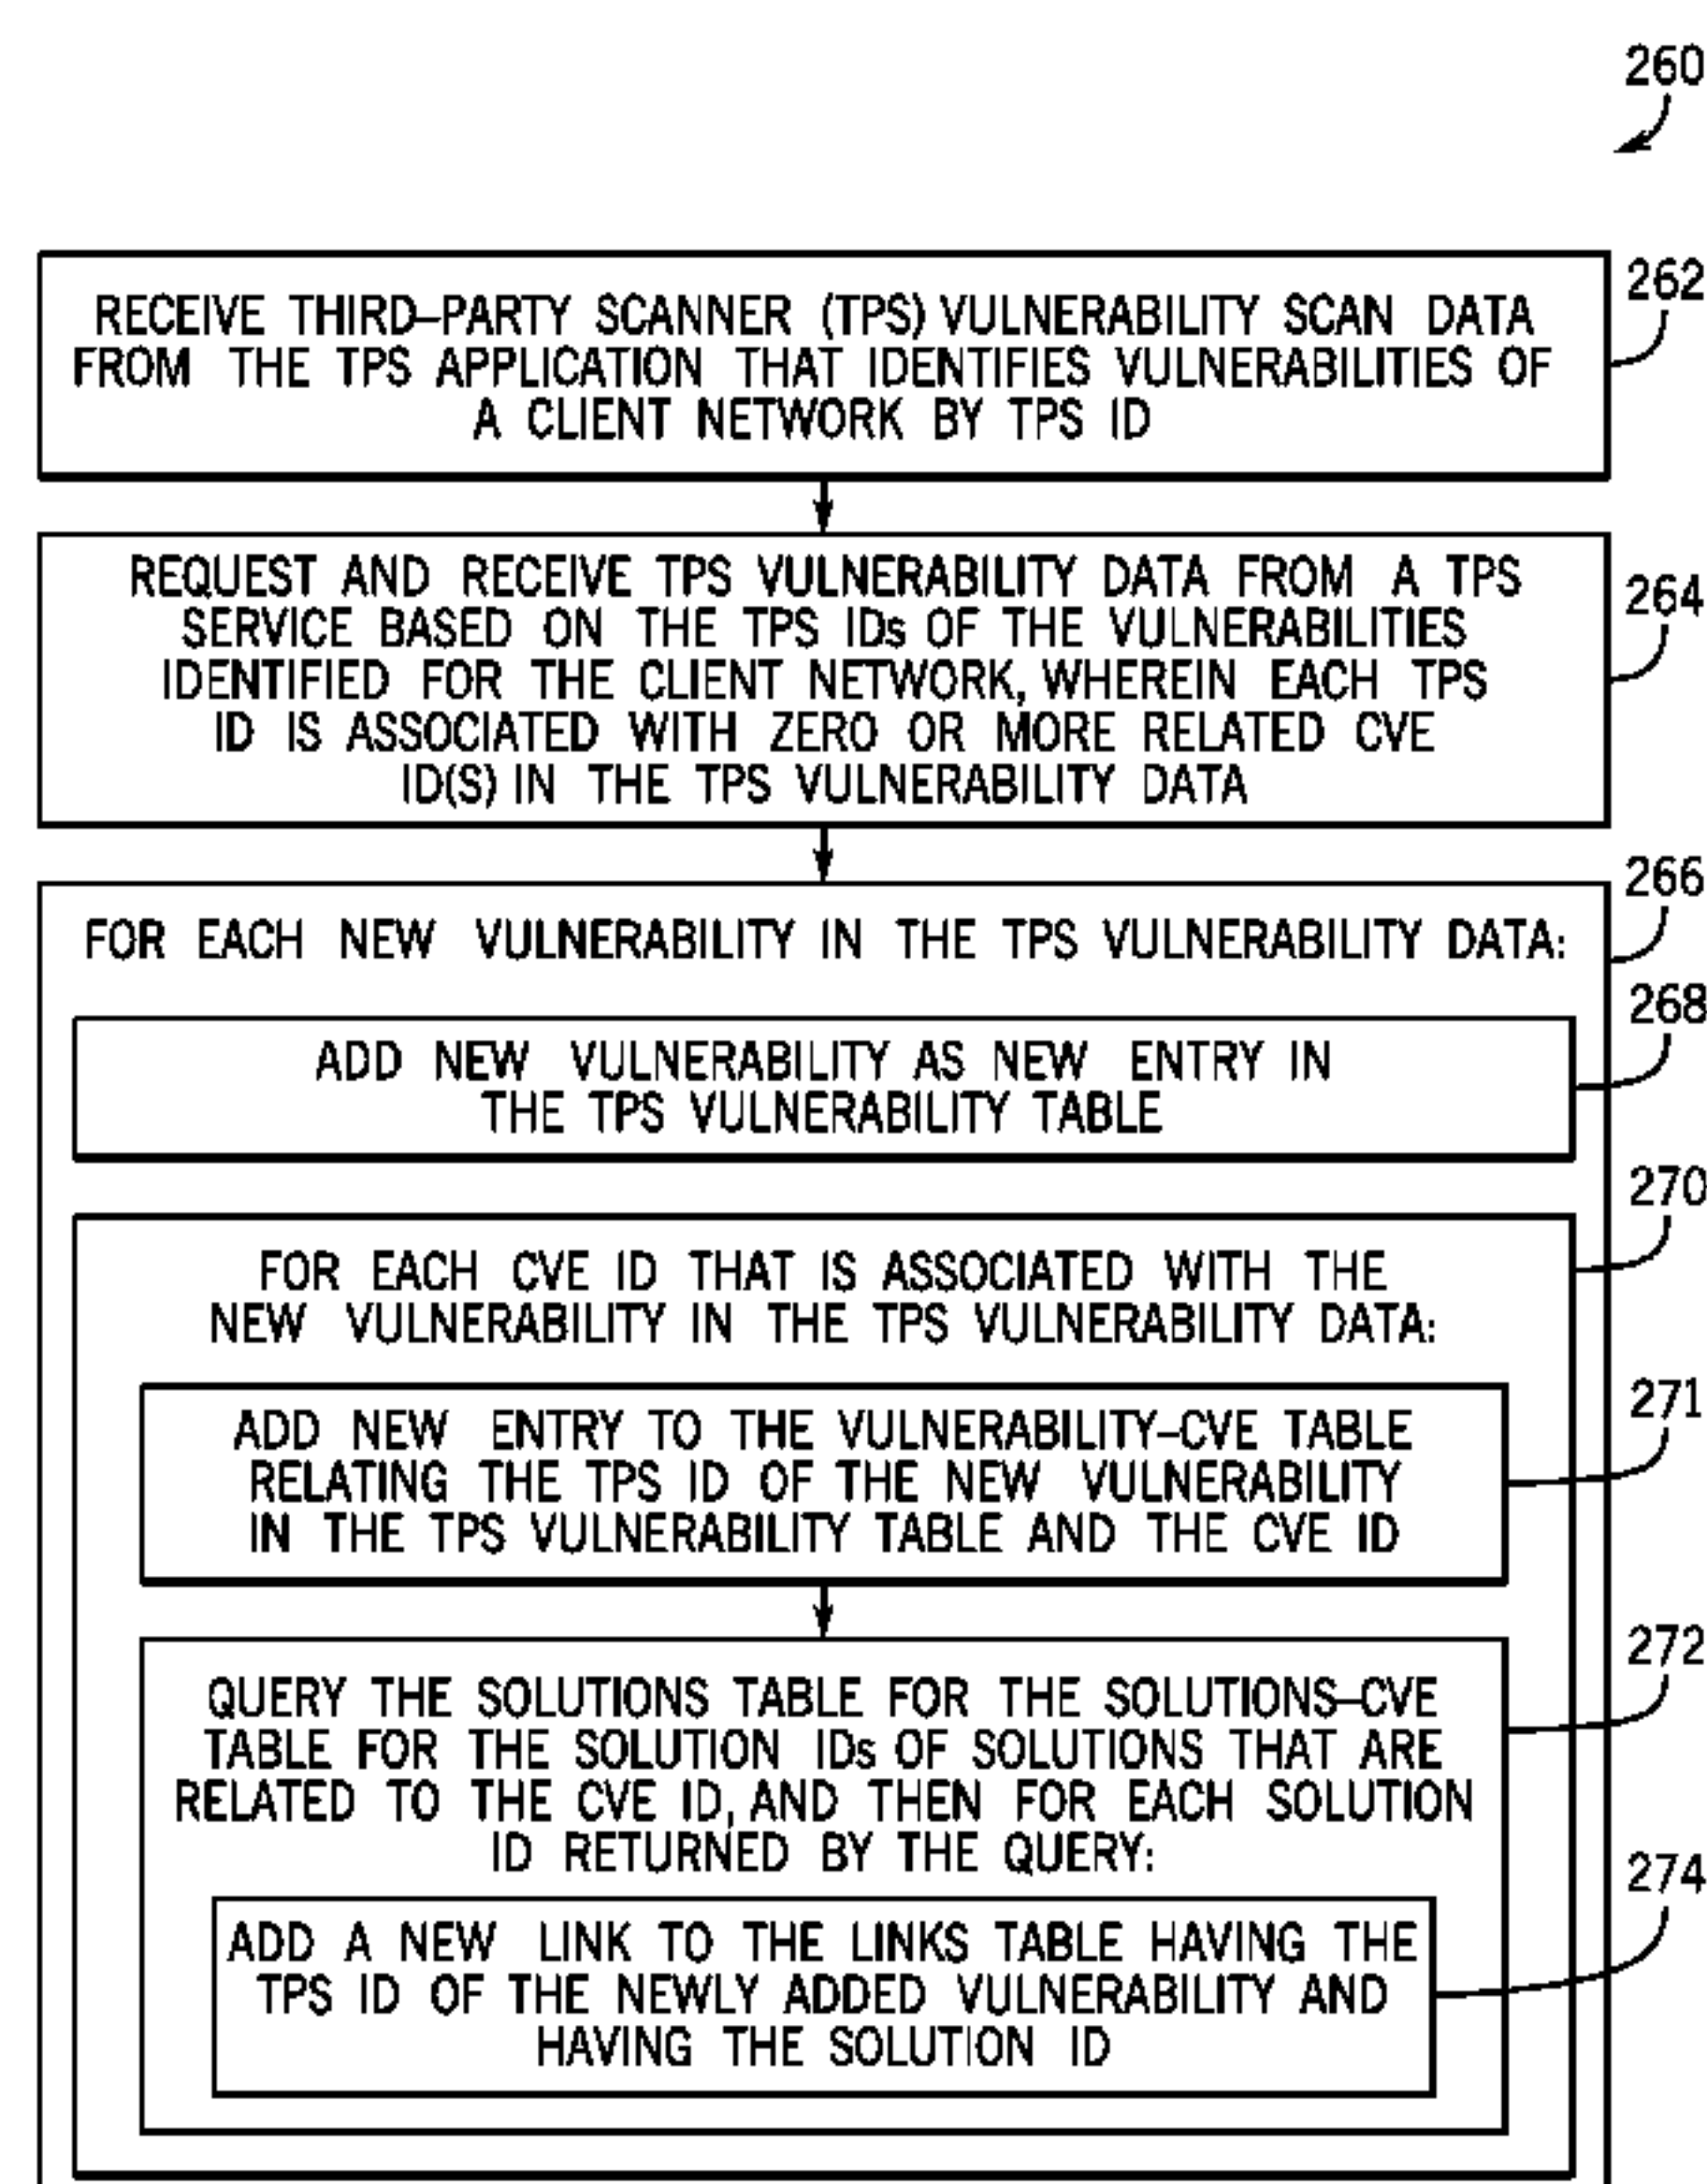 260
262
RECEIVE THIRD-PARTY SCANNER (TPS) VULNERABILITY SCAN DATA
FROM THE TPS APPLICATION THAT IDENTIFIES VULNERABILITIES OF
A CLIENT NETWORK BY TPS ID
264
REQUEST AND RECEIVE TPS VULNERABILITY DATA FROM A TPS
SERVICE BASED ON THE TPS IDs OF THE VULNERABILITIES
IDENTIFIED FOR THE CLIENT NETWORK, WHEREIN EACH TPS
ID IS ASSOCIATED WITH ZERO OR MORE RELATED CVE
ID(S) IN THE TPS VULNERABILITY DATA
266
FOR EACH NEW VULNERABILITY IN THE TPS VULNERABILITY DATA:
268
ADD NEW VULNERABILITY AS NEW ENTRY IN
THE TPS VULNERABILITY TABLE
270
FOR EACH CVE ID THAT IS ASSOCIATED WITH THE
NEW VULNERABILITY IN THE TPS VULNERABILITY DATA:
271
ADD NEW ENTRY TO THE VULNERABILITY-CVE TABLE
RELATING THE TPS ID OF THE NEW VULNERABILITY
IN THE TPS VULNERABILITY TABLE AND THE CVE ID
272
QUERY THE SOLUTIONS TABLE FOR THE SOLUTIONS-CVE
TABLE FOR THE SOLUTION IDs OF SOLUTIONS THAT ARE
RELATED TO THE CVE ID, AND THEN FOR EACH SOLUTION
ID RETURNED BY THE QUERY:
274
ADD A NEW LINK TO THE LINKS TABLE HAVING THE
TPS ID OF THE NEWLY ADDED VULNERABILITY AND
HAVING THE SOLUTION ID